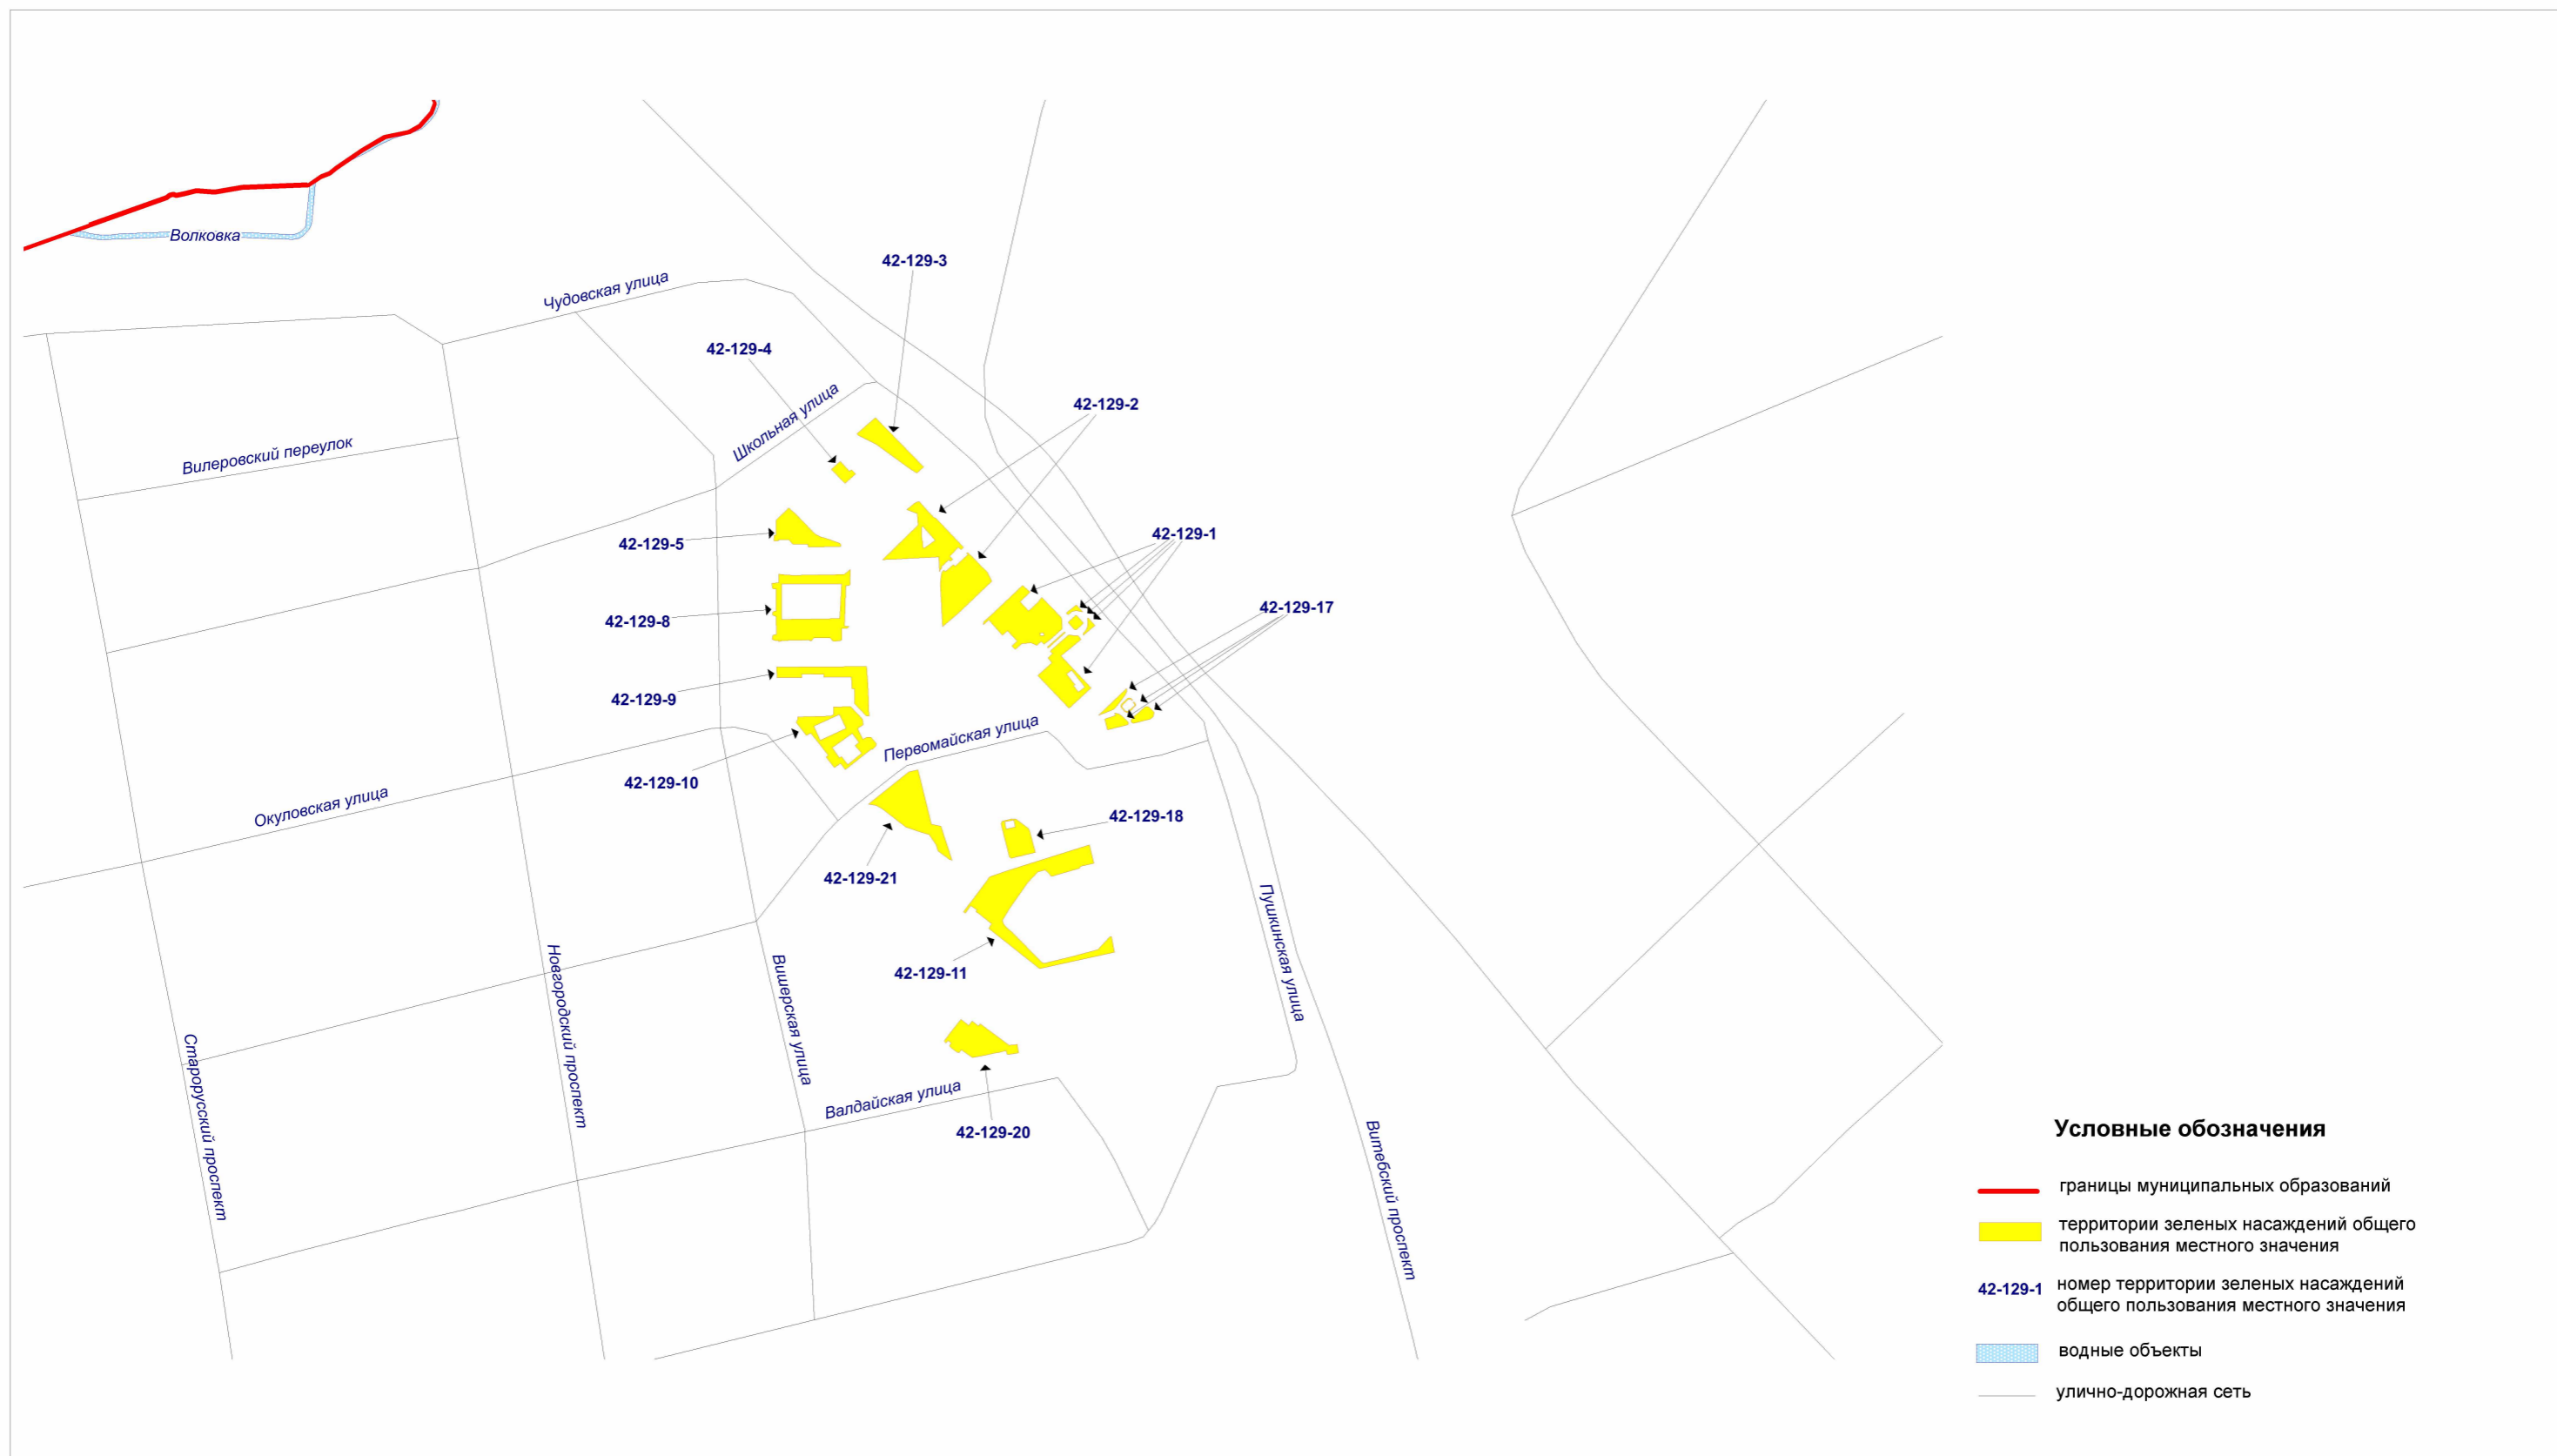 Волковка
42-129-3
Чудовская улица
42-129-4
Школьная улица
42-129-2
Вилеровский переулок
42-129-1
42-129-5
42-129-17
42-129-8
42-129-9
Первомайская улица
42-129-10
Окуловская улица
42-129-18
42-129-21
Пушкинская улица
42-129-11
Новгородский проспект
Вишерская улица
Старорусский проспект
Валдайская улица
42-129-20
Витебский проспект
Условные обозначения
границы муниципальных образований
территории зеленых насаждений общего
пользования местного значения
42-129-1 номер территории зеленых насаждений
общего пользования местного значения
водные объекты
улично-дорожная сеть